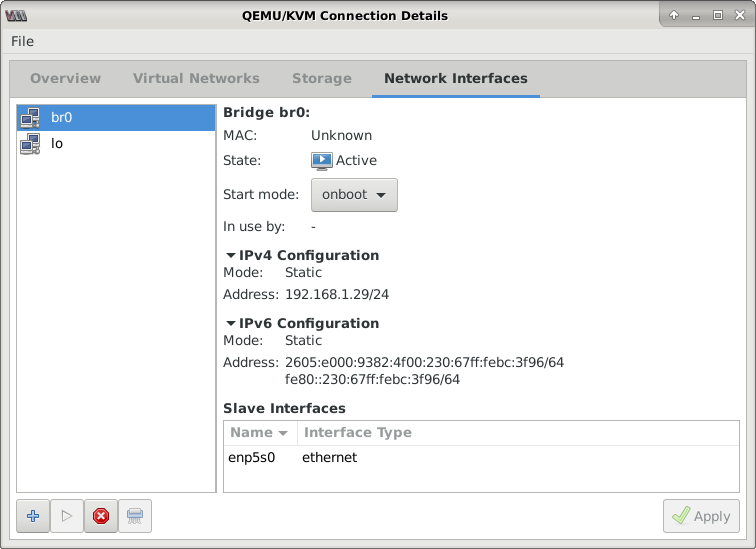 QEMU/KVM Connection Details
File
Overview Virtual Networks Storage Network Interfaces
br0
lo
Bridge br0:
MAC: Unknown
State: Active
Start mode: onboot
In use by: -
IPv4 Configuration
Mode: Static
Address: 192.168.1.29/24
IPv6 Configuration
Mode: Static
Address: 2605:e000:9382:4f00:230:67ff:febc:3f96/64
fe80::230:67ff:febc:3f96/64
Slave Interfaces
Name Interface Type
enp5s0 ethernet
Apply